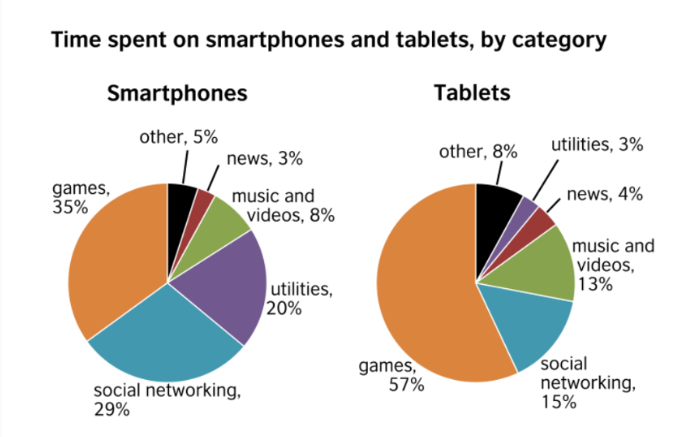 Time spent on smartphones and tablets, by category
Smartphones
other, 5%
news, 3%
games,
35%
music and
videos, 8%
utilities,
20%
social networking,
29%
Tablets
other, 8%
utilities, 3%
news, 4%
music and
videos,
13%
games,
57%
social
networking,
15%